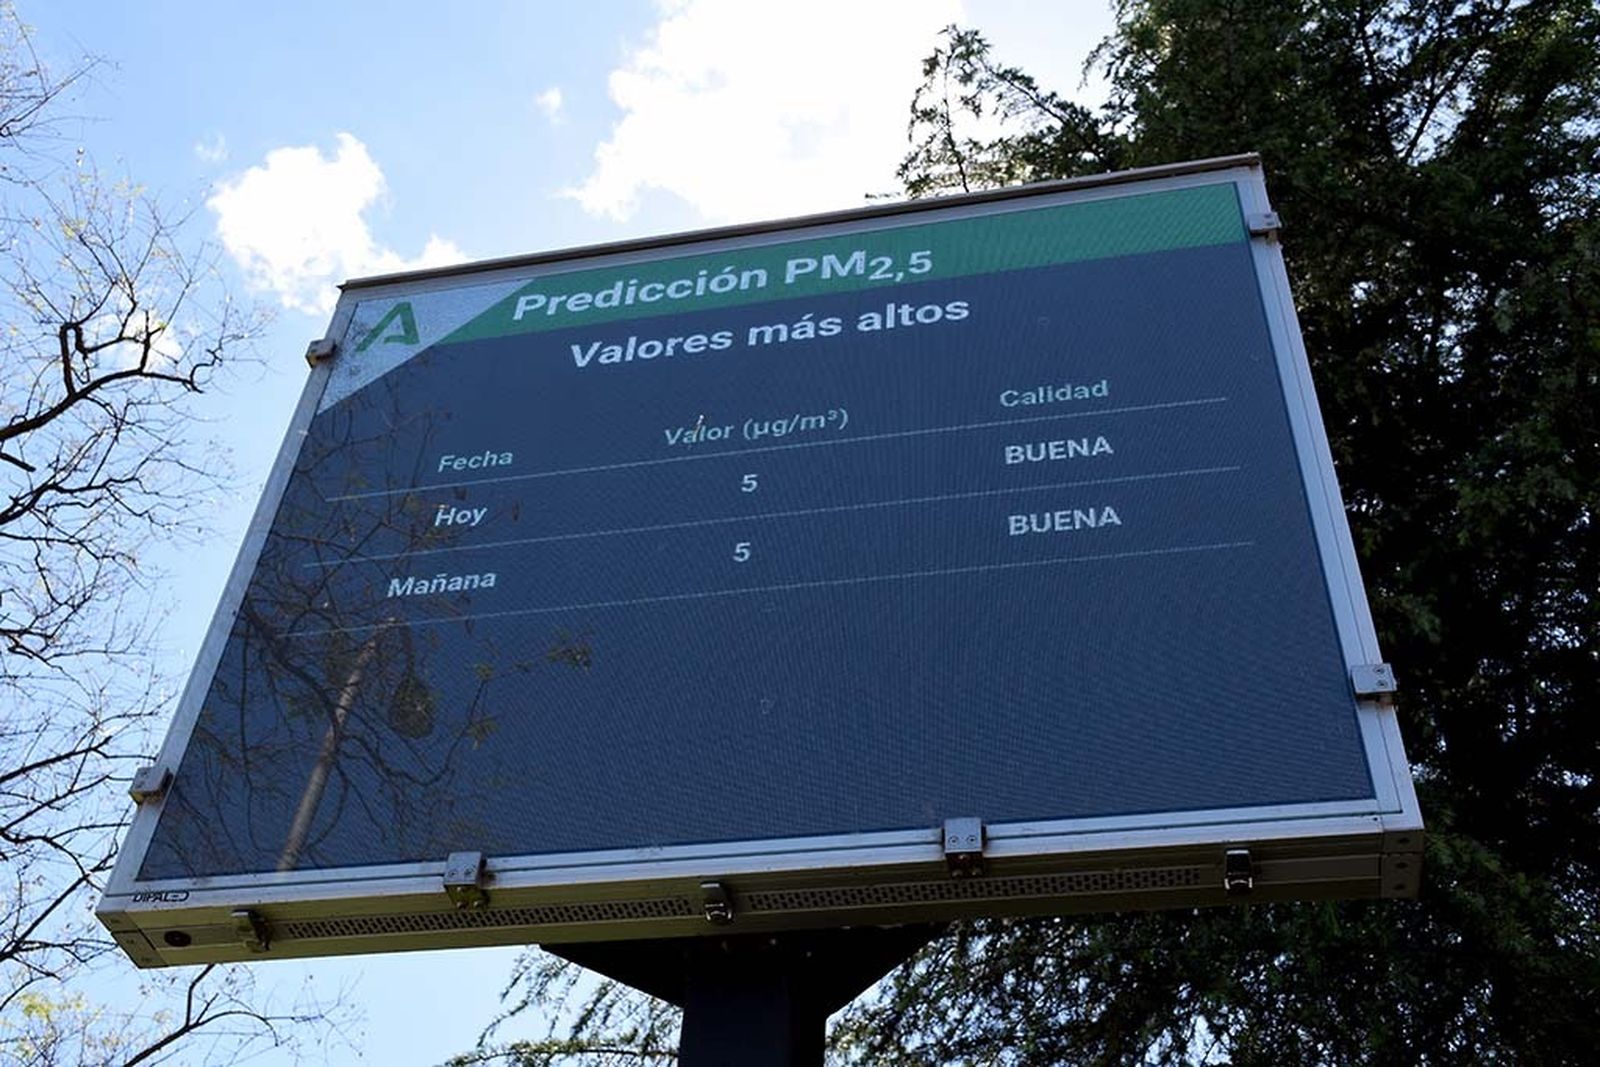 Predicción PM2,5
Valores más altos
Fecha Valor (µg/m³) Calidad
Hoy 5 BUENA
Mañana 5 BUENA
DIPALED